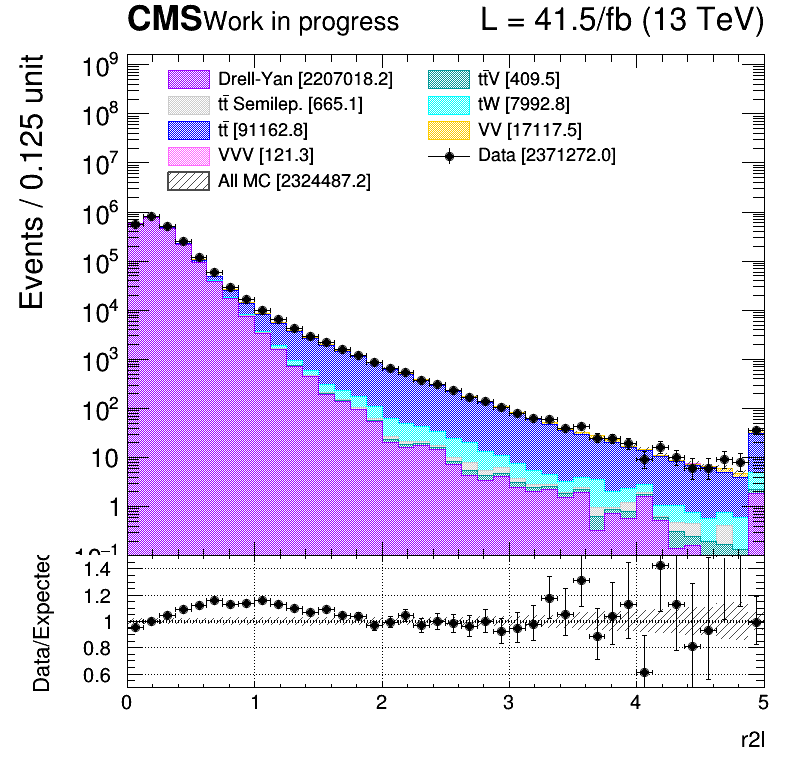 CMS Work in progress L = 41.5/fb (13 TeV)
Events / 0.125 unit
10⁹
10⁸
10⁷
10⁶
10⁵
10⁴
10³
10²
10
1
10⁻¹
Drell-Yan [2207018.2]
tt̄ Semilep. [665.1]
tt̄ [91162.8]
VVV [121.3]
All MC [2324487.2]
tt̄V [409.5]
tW [7992.8]
VV [17117.5]
Data [2371272.0]
Data/Expected
1.4
1.2
1
0.8
0.6
0 1 2 3 4 5
r2l